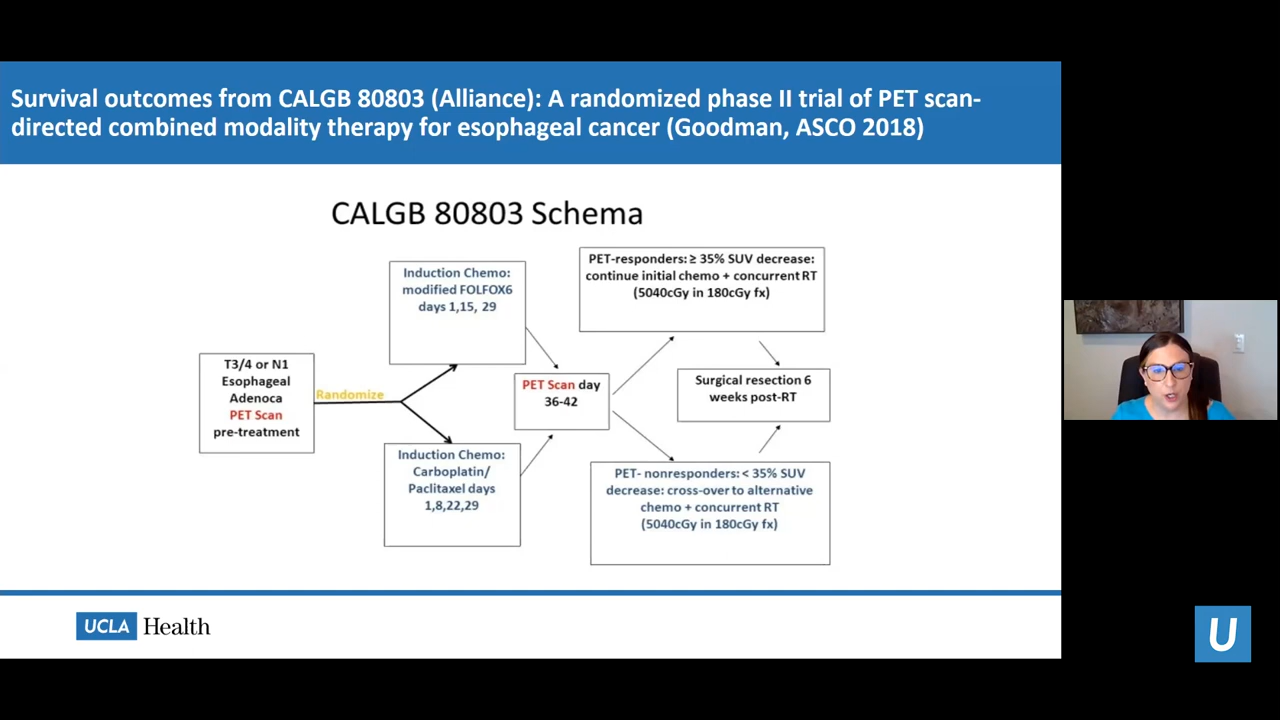 Survival outcomes from CALGB 80803 (Alliance): A randomized phase II trial of PET scan-
directed combined modality therapy for esophageal cancer (Goodman, ASCO 2018)
CALGB 80803 Schema
T3/4 or N1
Esophageal
Adenoca
PET Scan
pre-treatment
Randomize
Induction Chemo:
modified FOLFOX6
days 1,15, 29
Induction Chemo:
Carboplatin/
Paclitaxel days
1,8,22,29
PET Scan day
36-42
PET-responders: ≥ 35% SUV decrease:
continue initial chemo + concurrent RT
(5040cGy in 180cGy fx)
PET- nonresponders: < 35% SUV
decrease: cross-over to alternative
chemo + concurrent RT
(5040cGy in 180cGy fx)
Surgical resection 6
weeks post-RT
UCLA Health
U